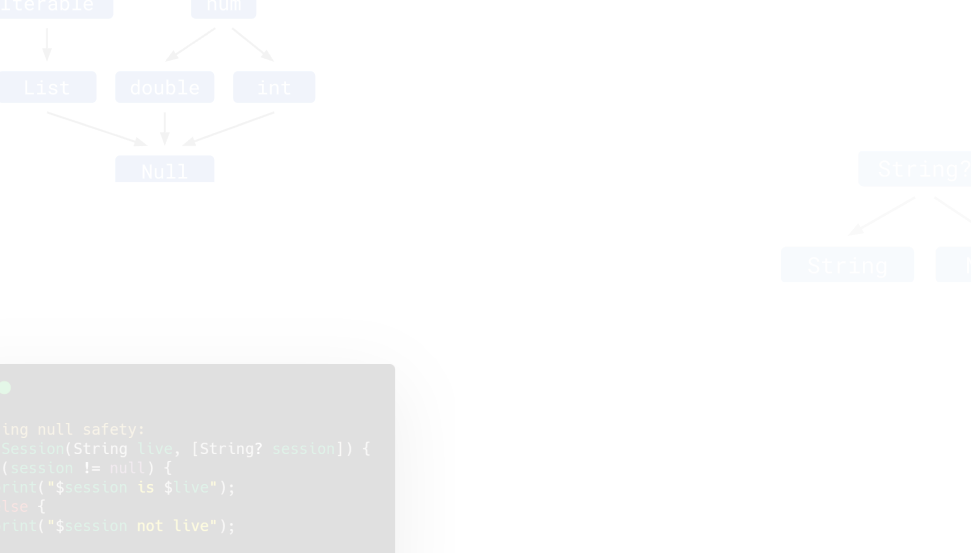 Iterable
num
List
double
int
Null
String?
String
ing null safety:
Session(String live, [String? session]) {
(session != null) {
rint("$session is $live");
lse {
rint("$session not live");